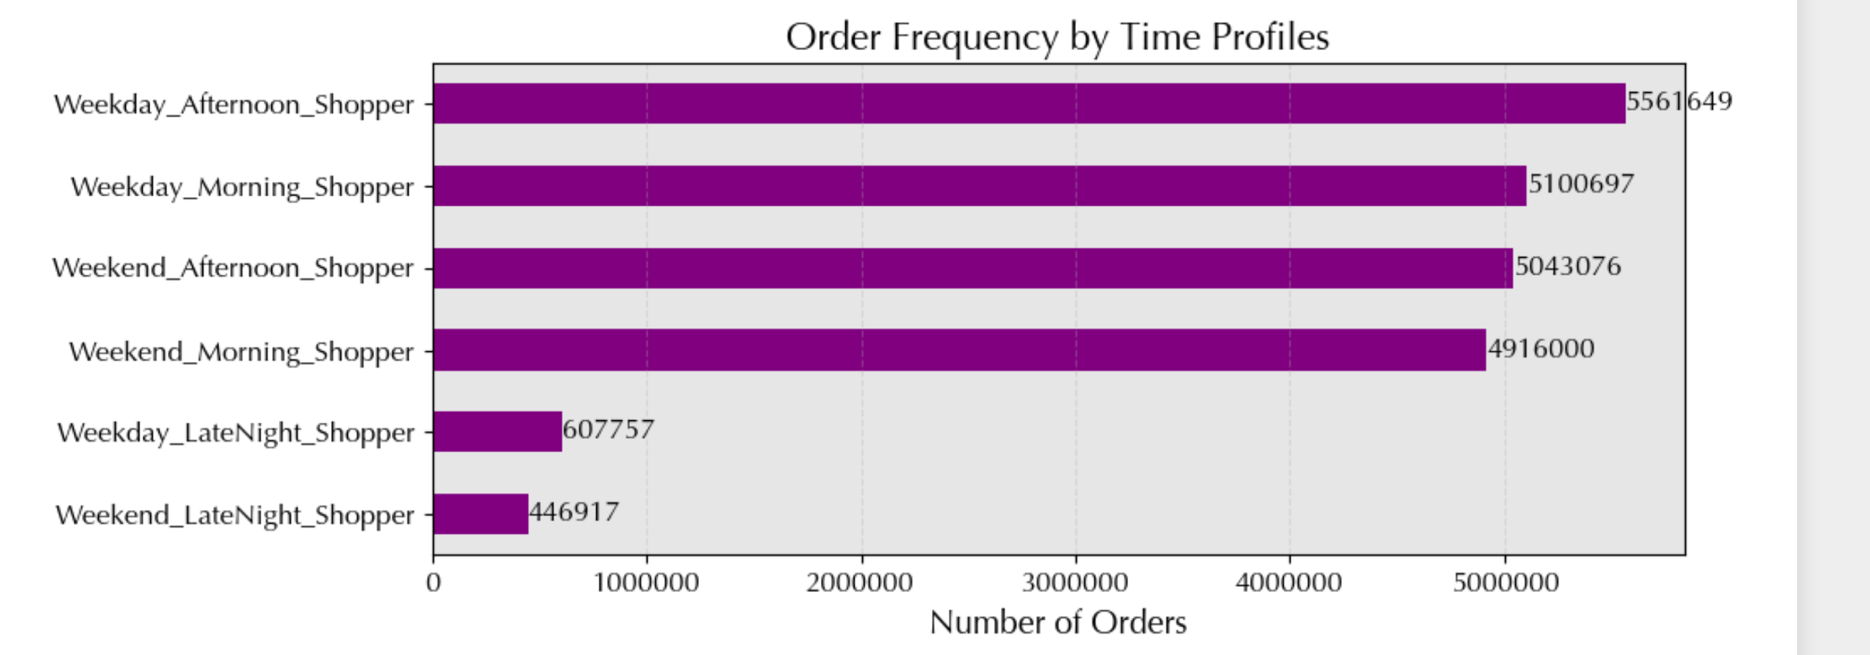 Order Frequency by Time Profiles
Weekday_Afternoon_Shopper 5561649
Weekday_Morning_Shopper 5100697
Weekend_Afternoon_Shopper 5043076
Weekend_Morning_Shopper 4916000
Weekday_LateNight_Shopper 607757
Weekend_LateNight_Shopper 446917
0 1000000 2000000 3000000 4000000 5000000
Number of Orders